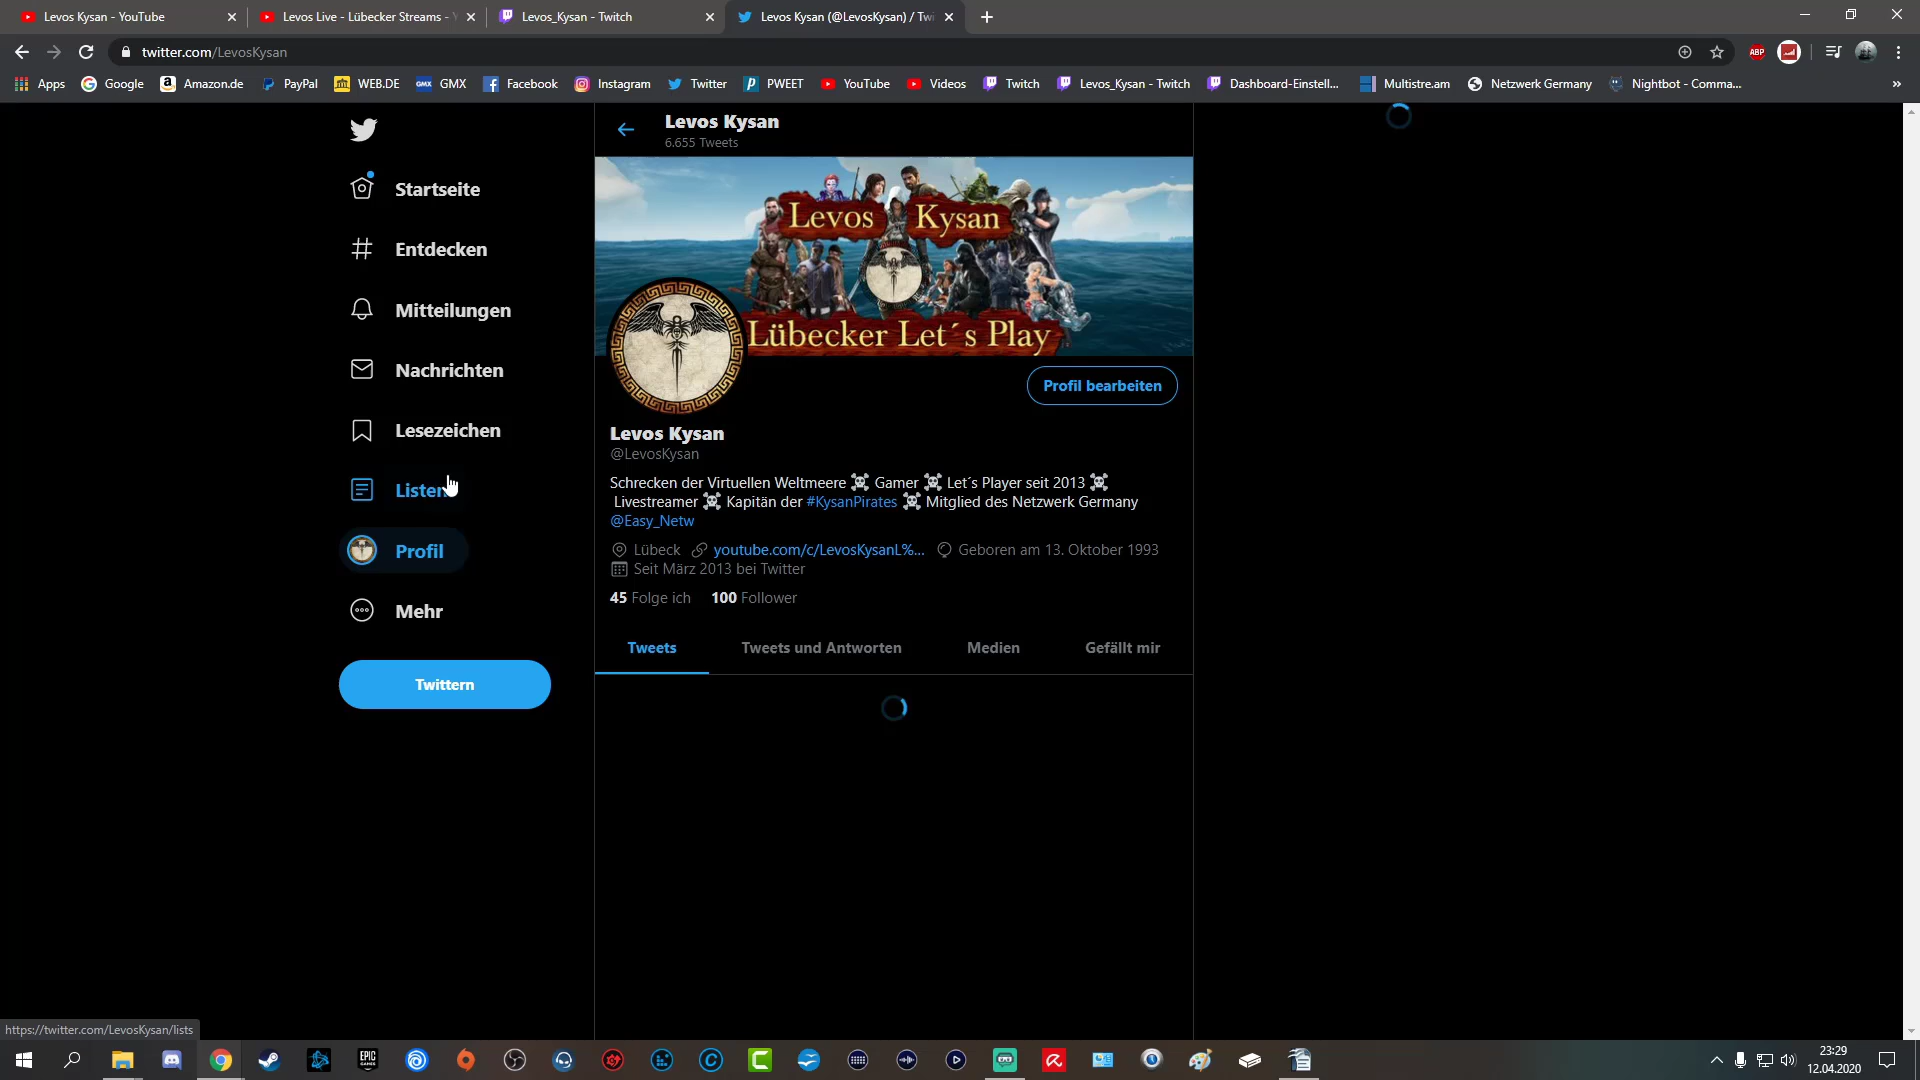 Levos Kysan - YouTube
Levos Live - Lübecker Streams - Y
Levos_Kysan - Twitch
Levos Kysan (@LevosKysan) / Twi
twitter.com/LevosKysan
ABP
Apps
Google
Amazon.de
PayPal
WEB.DE
GMX
GMX
Facebook
Instagram
Twitter
PWEET
YouTube
Videos
Twitch
Levos_Kysan - Twitch
Dashboard-Einstell...
Multistre.am
Netzwerk Germany
Nightbot - Comma...
»
Startseite
Entdecken
Mitteilungen
Nachrichten
Lesezeichen
Listen
Profil
Mehr
Twittern
Levos Kysan
6.655 Tweets
Levos Kysan
Lübecker Let´s Play
Profil bearbeiten
Levos Kysan
@LevosKysan
Schrecken der Virtuellen Weltmeere ☠ Gamer ☠ Let´s Player seit 2013 ☠
Livestreamer ☠ Kapitän der #KysanPirates ☠ Mitglied des Netzwerk Germany
@Easy_Netw
Lübeck youtube.com/c/LevosKysanL%... Geboren am 13. Oktober 1993
Seit März 2013 bei Twitter
45 Folge ich 100 Follower
Tweets
Tweets und Antworten
Medien
Gefällt mir
https://twitter.com/LevosKysan/lists
EPIC
GAMES
23:29
12.04.2020